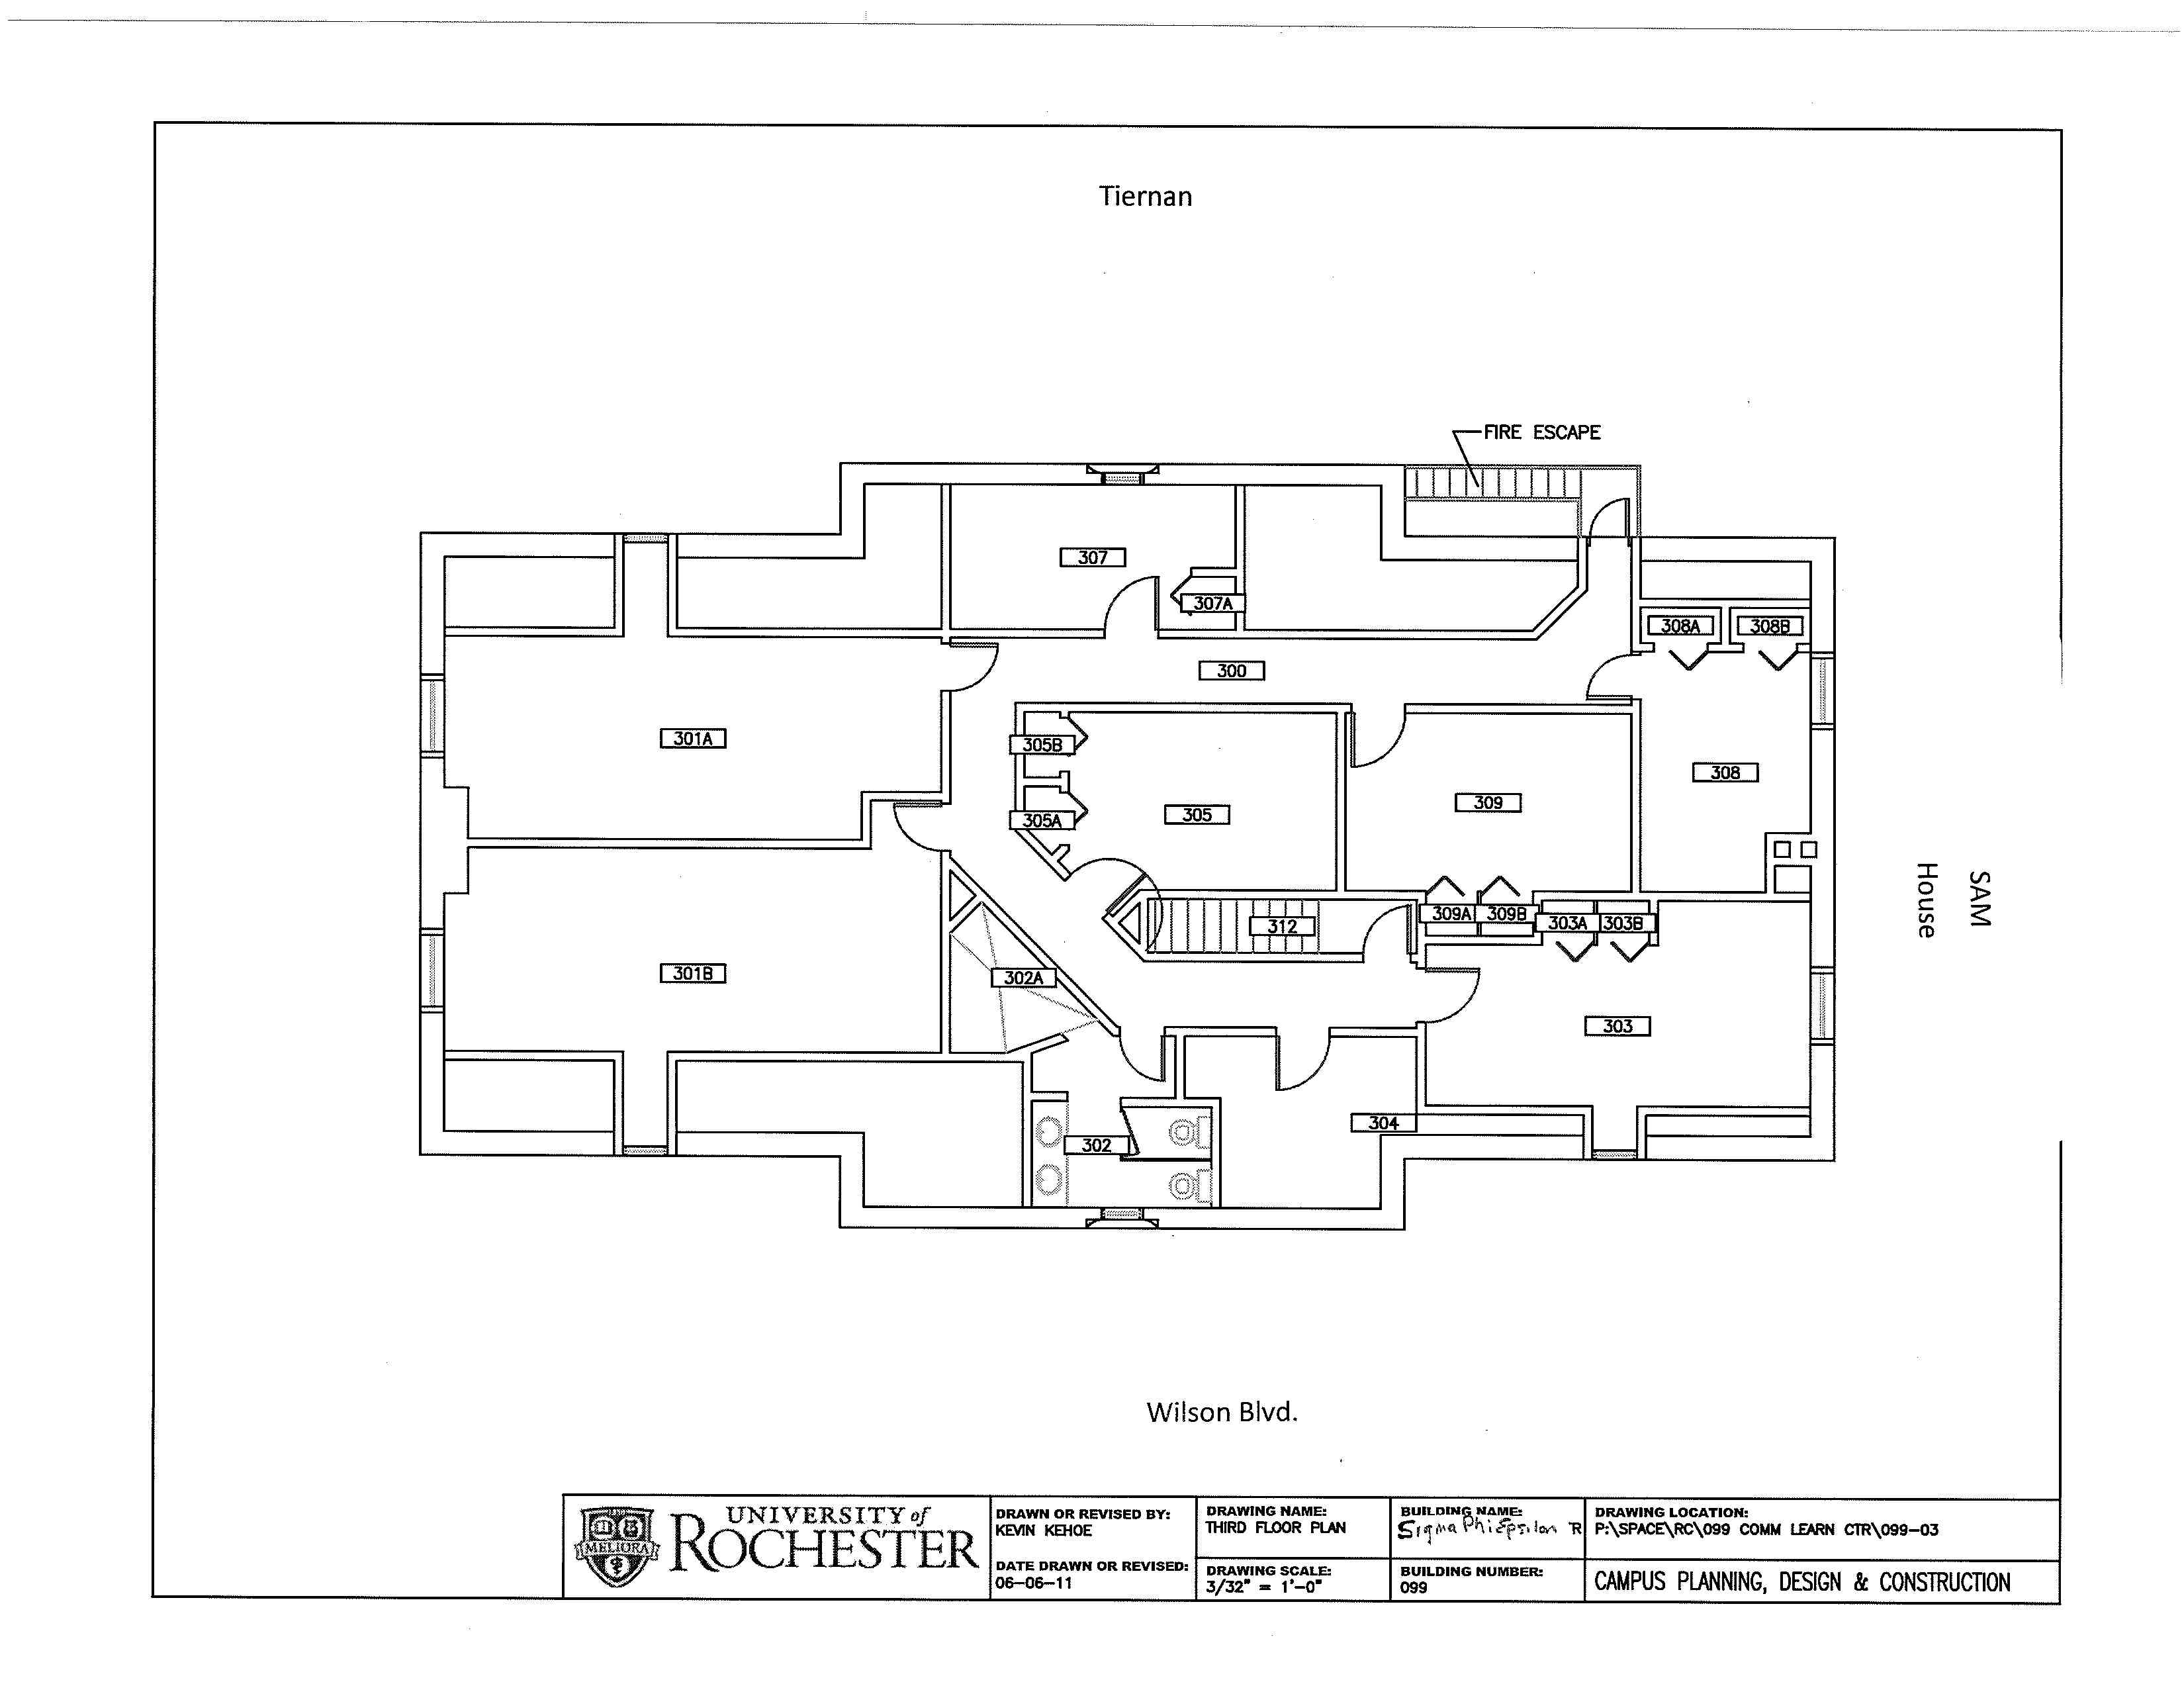 Tiernan
FIRE ESCAPE
307
307A
308A
308B
300
301A
305B
308
309
305
305A
309A
309B
303A
303B
312
SAM
House
301B
302A
303
304
302
Wilson Blvd.
UNIVERSITY of
ROCHESTER
MELIORA
DRAWN OR REVISED BY:
KEVIN KEHOE
DATE DRAWN OR REVISED:
06-06-11
DRAWING NAME:
THIRD FLOOR PLAN
DRAWING SCALE:
3/32" = 1'-0"
BUILDING NAME:
Sigma Phi Epsilon R
BUILDING NUMBER:
099
DRAWING LOCATION:
P:\SPACE\RC\099 COMM LEARN CTR\099-03
CAMPUS PLANNING, DESIGN & CONSTRUCTION